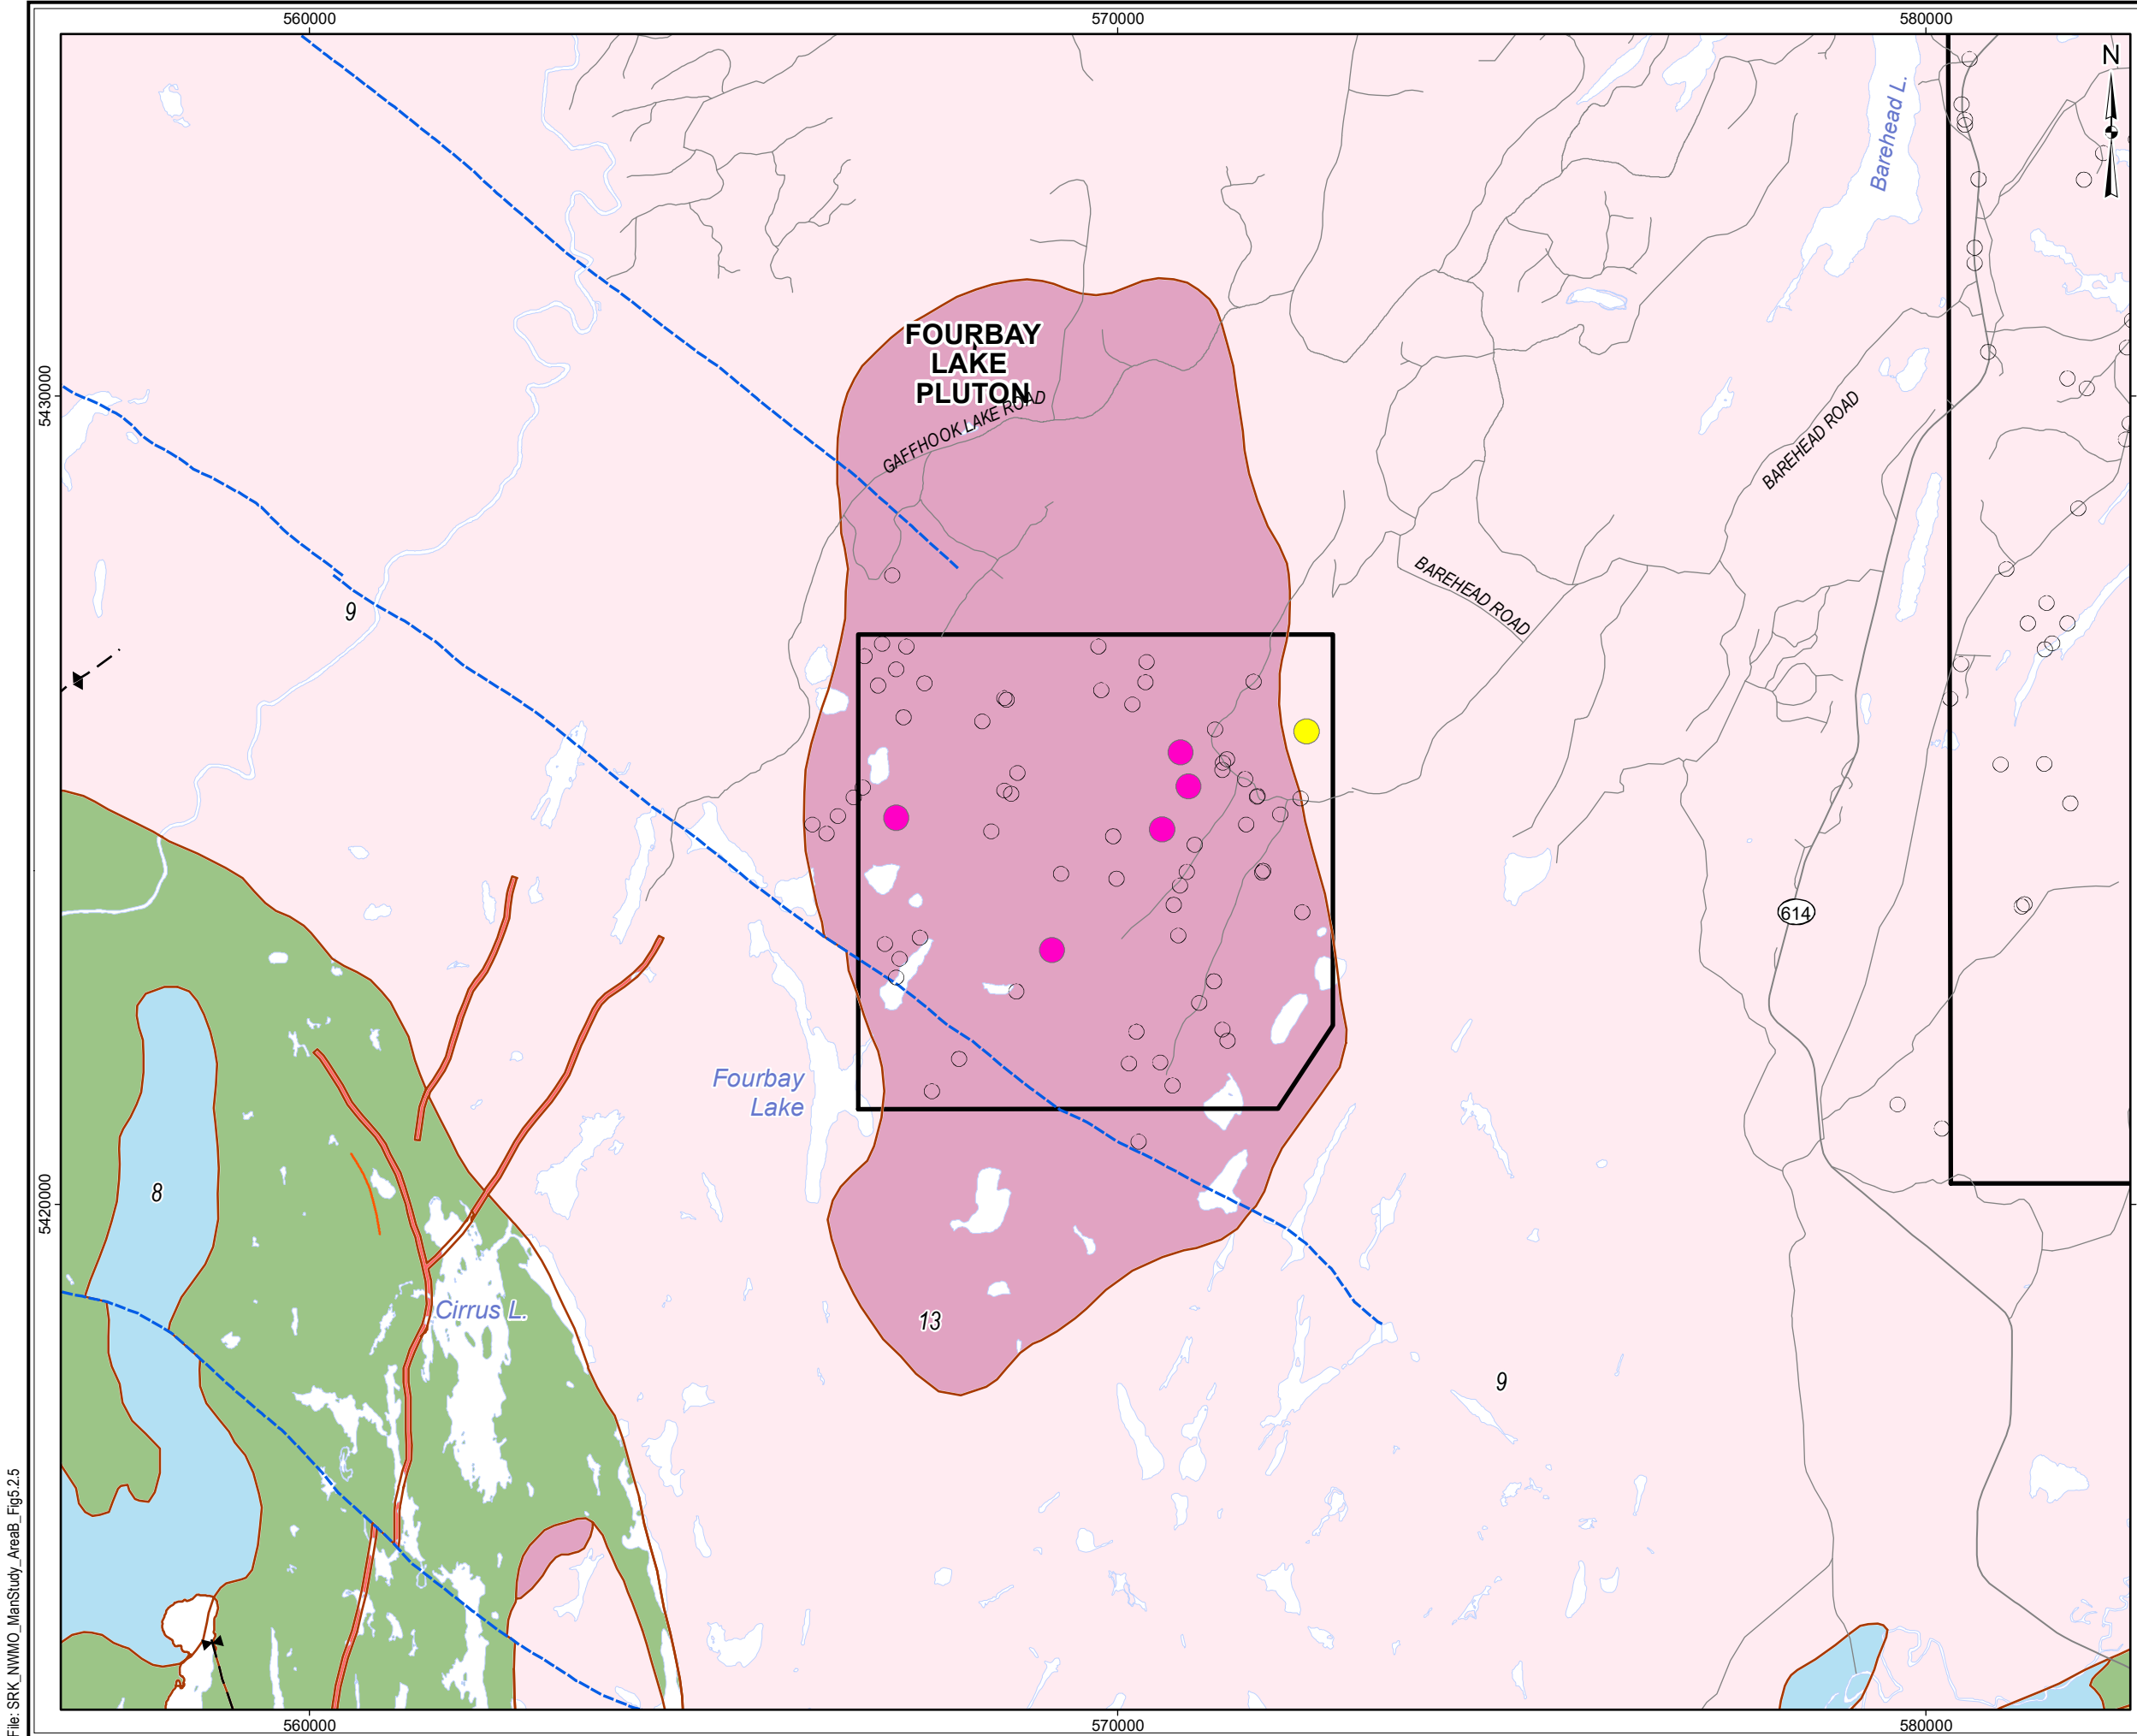 560000
570000
580000
N
Barehead L.
FOURBAY
LAKE
PLUTON
5430000
GAFFHOOK LAKE ROAD
BAREHEAD ROAD
BAREHEAD ROAD
9
614
Fourbay
Lake
8
5420000
Cirrus L.
13
9
File: SRK_NWMO_ManStudy_AreaB_Fig5.2.5
560000
570000
580000